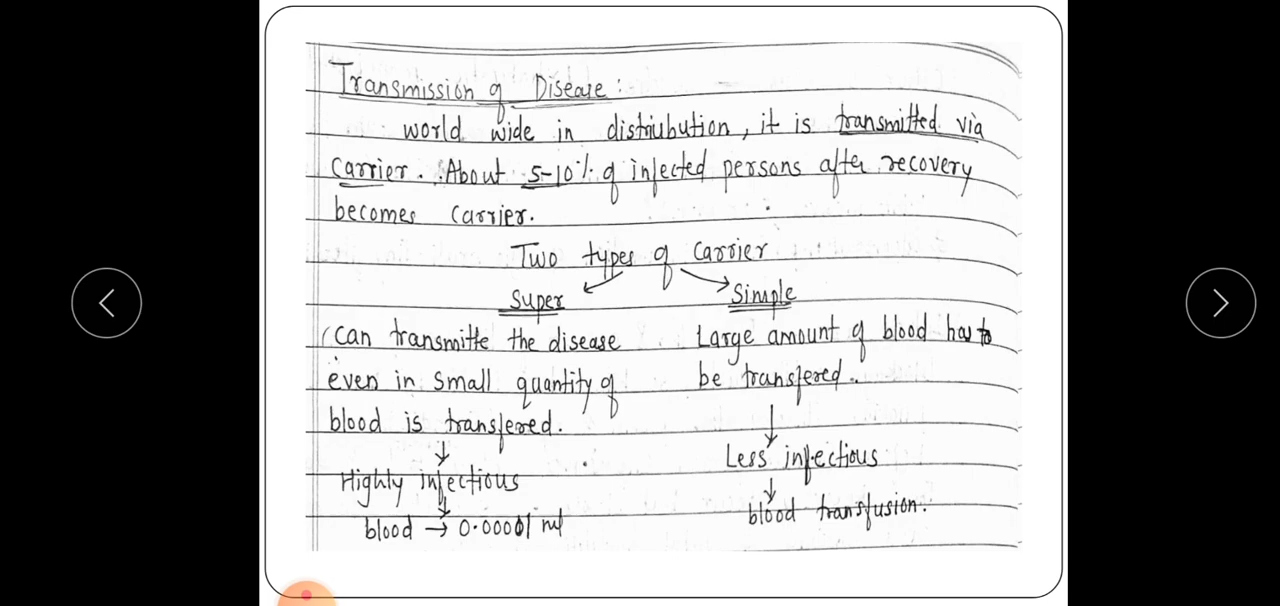 Transmission of Disease :
world wide in distriubution, it is transmitted via
carrier. About 5-10% of infected persons after recovery
becomes carrier.
Two types of carrier
Super
Simple
Can transmitte the disease
even in small quantity of
blood is transfered.
Highly infectious
blood → 0.00001 ml
Large amount of blood has to
be transfered.
Less infectious
blood transfusion.